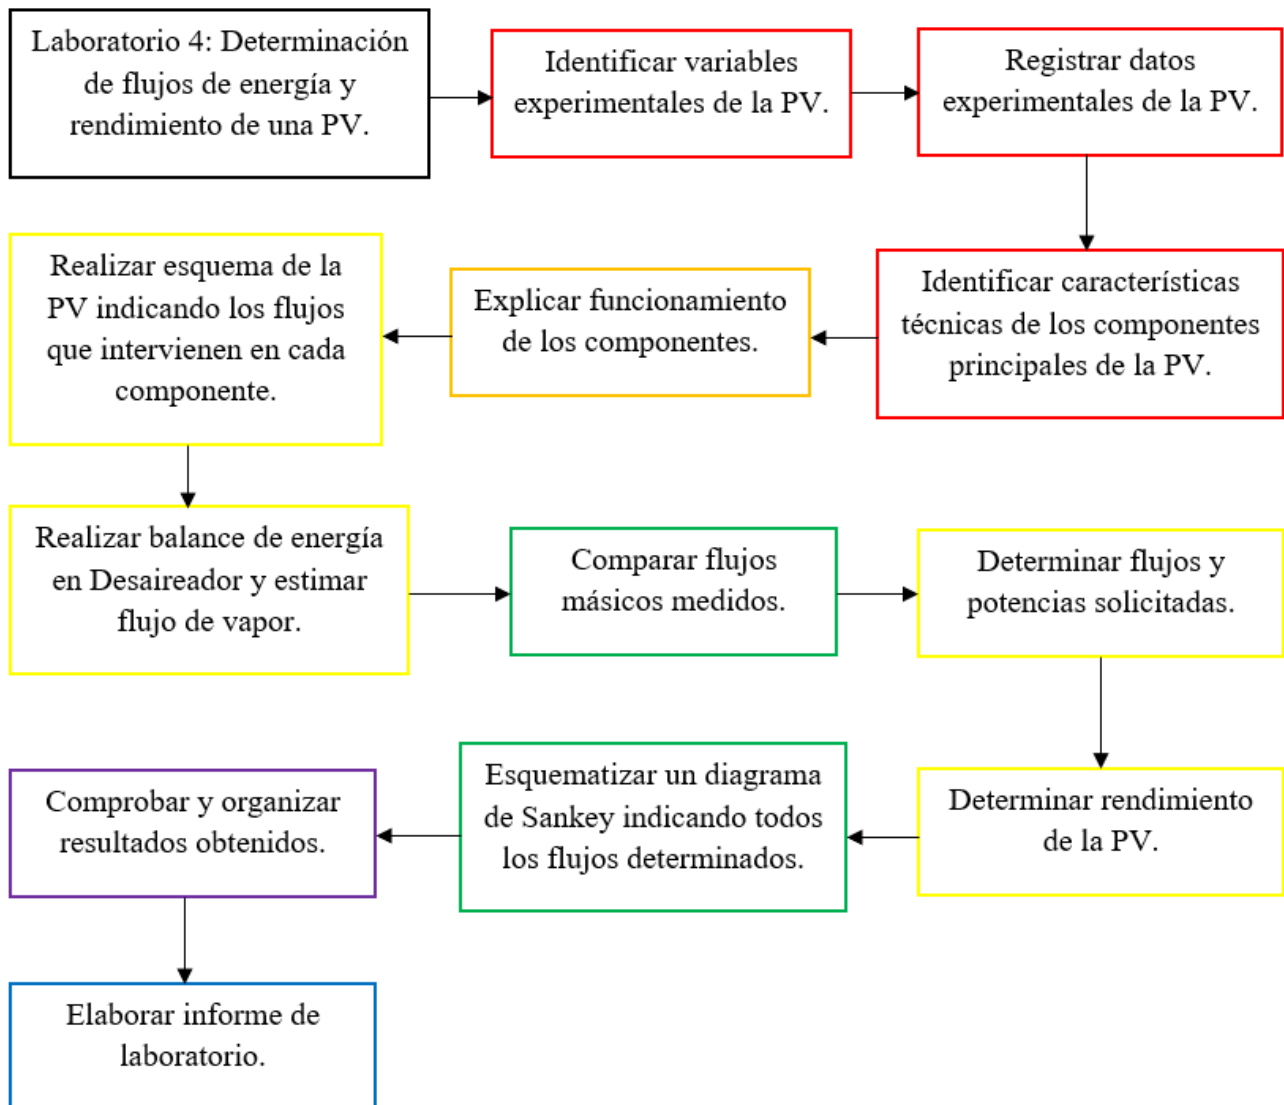 Laboratorio 4: Determinación
de flujos de energía y
rendimiento de una PV.
Identificar variables
experimentales de la PV.
Registrar datos
experimentales de la PV.
Identificar características
técnicas de los componentes
principales de la PV.
Explicar funcionamiento
de los componentes.
Realizar esquema de la
PV indicando los flujos
que intervienen en cada
componente.
Realizar balance de energía
en Desaireador y estimar
flujo de vapor.
Comparar flujos
másicos medidos.
Determinar flujos y
potencias solicitadas.
Determinar rendimiento
de la PV.
Esquematizar un diagrama
de Sankey indicando todos
los flujos determinados.
Comprobar y organizar
resultados obtenidos.
Elaborar informe de
laboratorio.